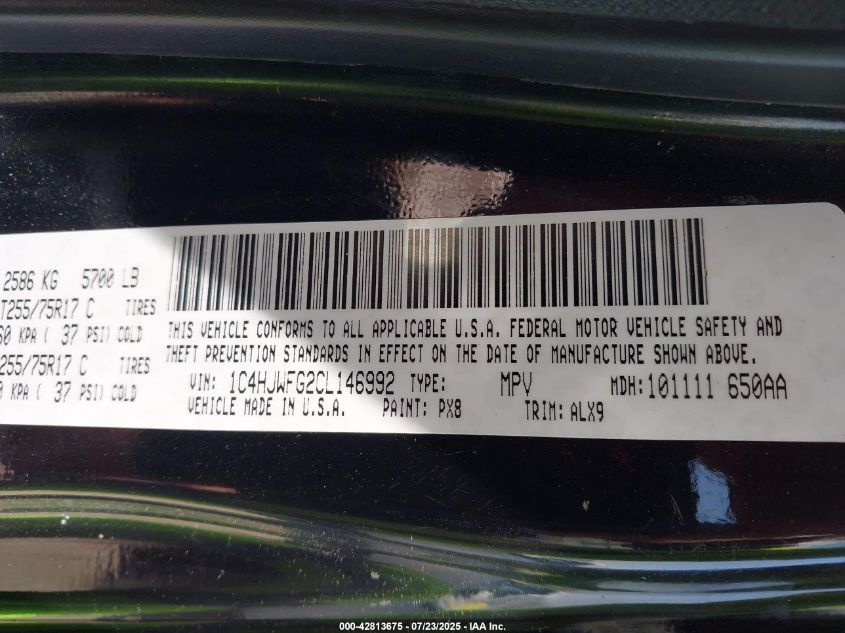 2586 KG 5700 LB
T255/75R17 C TIRES
60 KPA ( 37 PSI) COLD
255/75R17 C TIRES
0 KPA ( 37 PSI) COLD
THIS VEHICLE CONFORMS TO ALL APPLICABLE U.S.A. FEDERAL MOTOR VEHICLE SAFETY AND
THEFT PREVENTION STANDARDS IN EFFECT ON THE DATE OF MANUFACTURE SHOWN ABOVE.
VIN: 1C4HJWFG2CL146992 TYPE: MPV MDH:101111 650AA
VEHICLE MADE IN U.S.A. PAINT: PX8 TRIM: ALX9
000-42813675 - 07/23/2025 - IAA Inc.